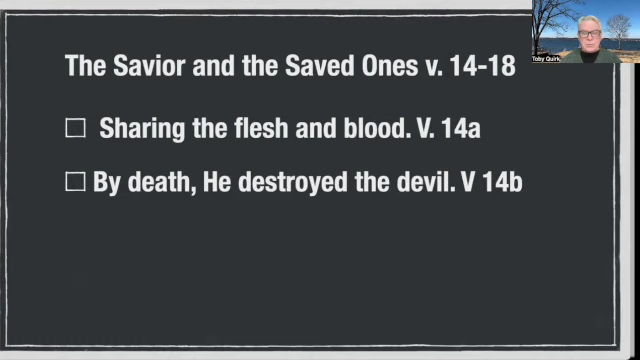 The Savior and the Saved Ones v. 14-18
Sharing the flesh and blood. V. 14a
By death, He destroyed the devil. V 14b
Toby Quirk